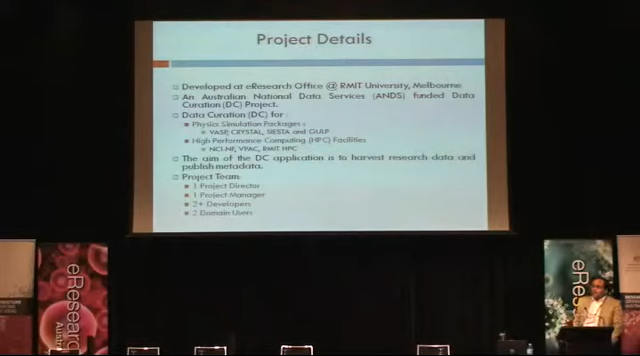 Project Details
Developed at eResearch Office @ RMIT University, Melbourne
An Australian National Data Services (ANDS) funded Data
Curation (DC) Project.
Data Curation (DC) for :
Physics Simulation Packages :
VASP, CRYSTAL, SIESTA and GULP
High Performance Computing (HPC) Facilities
NCI-NF, VPAC, RMIT HPC
The aim of the DC application is to harvest research data and
publish metadata.
Project Team:
1 Project Director
1 Project Manager
2+ Developers
2 Domain Users
eResearch
Austra
eRes